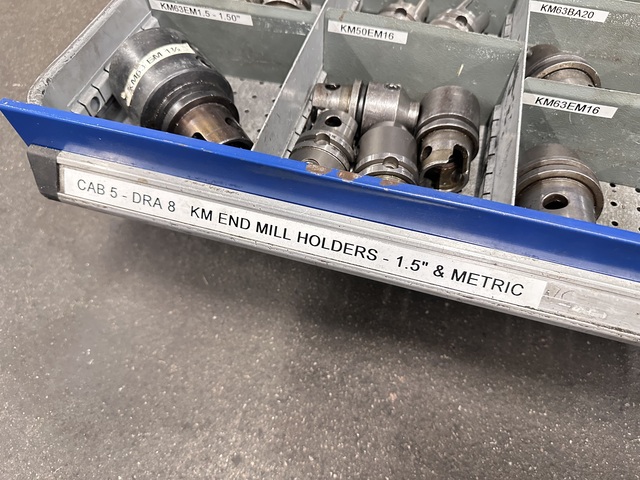 KM63EM1.5 - 1.50"
KM50EM16
KM63BA20
KM63EM16
CAB 5 - DRA 8 KM END MILL HOLDERS - 1.5" & METRIC